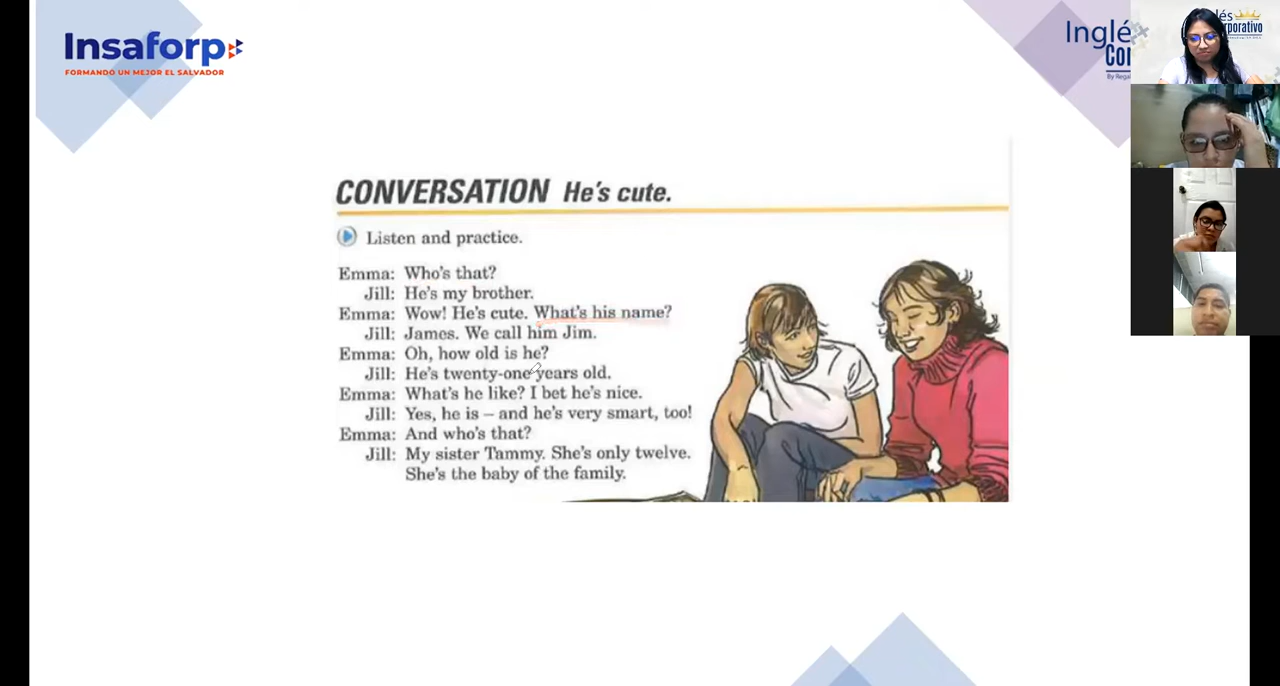 Insaforp
FORMANDO UN MEJOR EL SALVADOR
CONVERSATION He's cute.
Listen and practice.
Emma: Who's that?
Jill: He's my brother.
Emma: Wow! He's cute. What's his name?
Jill: James. We call him Jim.
Emma: Oh, how old is he?
Jill: He's twenty-one years old.
Emma: What's he like? I bet he's nice.
Jill: Yes, he is – and he's very smart, too!
Emma: And who's that?
Jill: My sister Tammy. She's only twelve.
She's the baby of the family.